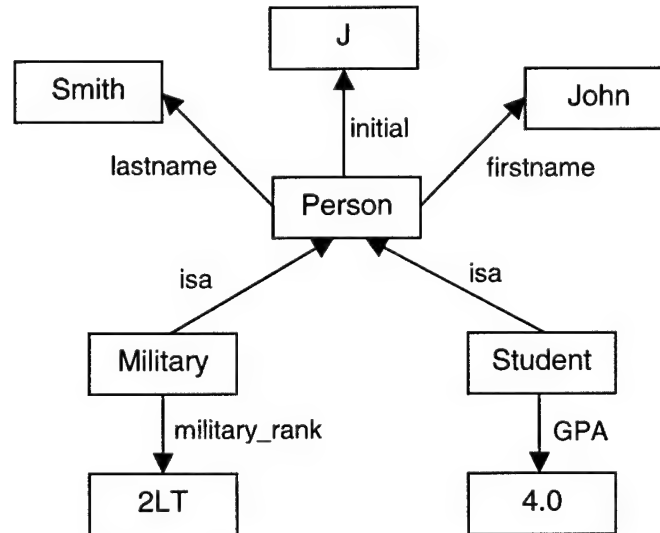 J
Smith
John
initial
lastname
firstname
Person
isa
isa
Military
Student
military_rank
GPA
2LT
4.0